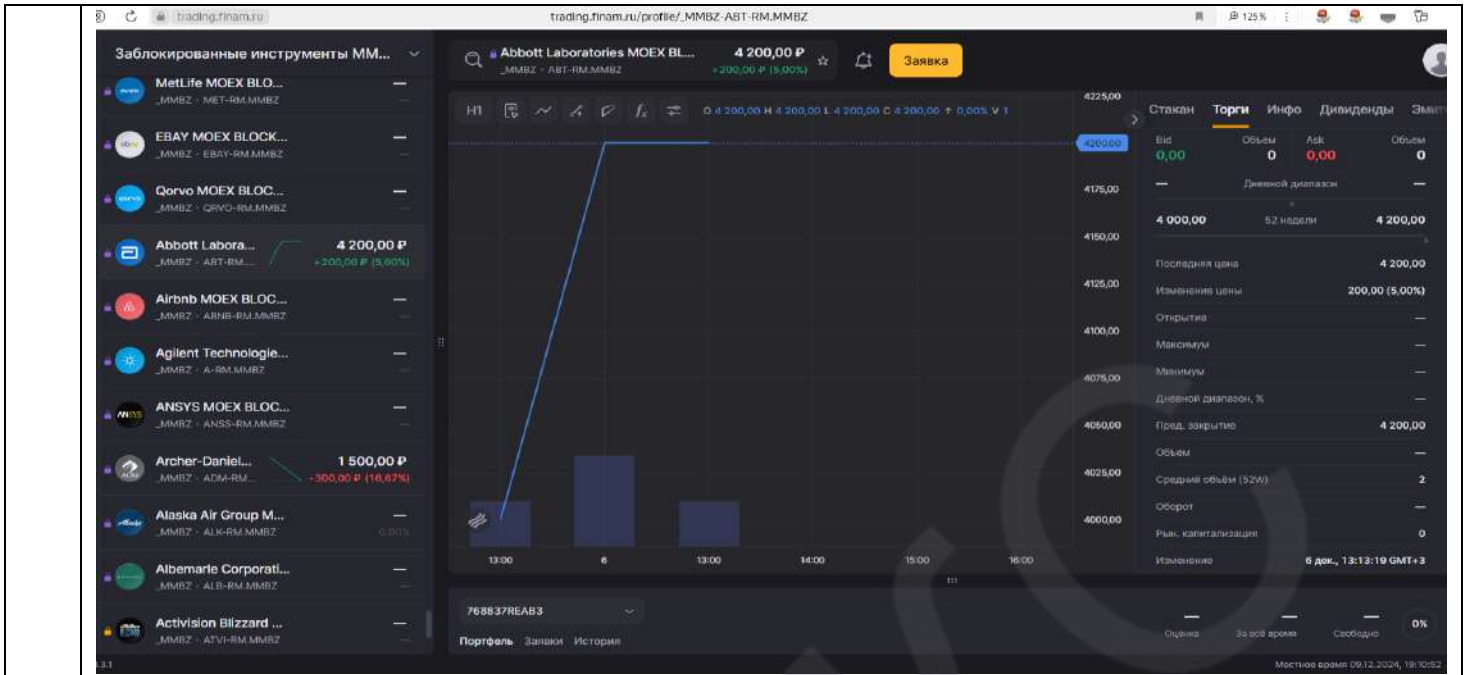 trading.finam.ru
trading.finam.ru/profile/_MMBZ-ABT-RM.MMBZ
125 %
Заблокированные инструменты ММ...
MetLife MOEX BLO...
_MMBZ · MET-RM.MMBZ
—
EBAY MOEX BLOCK...
_MMBZ · EBAY-RM.MMBZ
—
Qorvo MOEX BLOC...
_MMBZ · QRVO-RM.MMBZ
—
Abbott Labora...
_MMBZ · ABT-RM....
4 200,00 ₽
+200,00 ₽ (5,00%)
Airbnb MOEX BLOC...
_MMBZ · ABNB-RM.MMBZ
—
Agilent Technologie...
_MMBZ · A-RM.MMBZ
—
ANSYS MOEX BLOC...
_MMBZ · ANSS-RM.MMBZ
—
Archer-Daniel...
_MMBZ · ADM-RM...
1 500,00 ₽
-300,00 ₽ (16,67%)
Alaska Air Group M...
_MMBZ · ALK-RM.MMBZ
—
0,00%
Albemarle Corporati...
_MMBZ · ALB-RM.MMBZ
—
Activision Blizzard ...
_MMBZ · ATVI-RM.MMBZ
—
Abbott Laboratories MOEX BL...
_MMBZ · ABT-RM.MMBZ
4 200,00 ₽
+200,00 ₽ (5,00%)
Заявка
H1
O 4 200,00 H 4 200,00 L 4 200,00 C 4 200,00 ↑ 0,00% V 1
4225,00
4200,00
4175,00
4150,00
4125,00
4100,00
4075,00
4050,00
4025,00
4000,00
13:00 6 13:00 14:00 15:00 16:00
Стакан Торги Инфо Дивиденды
Bid Объем Ask Объем
0,00 0 0,00 0
— Дневной диапазон —
4 000,00 52 недели 4 200,00
Последняя цена 4 200,00
Изменение цены 200,00 (5,00%)
Открытие —
Максимум —
Минимум —
Дневной диапазон, % —
Пред. закрытие 4 200,00
Объем —
Средний объём (52W) 2
Оборот —
Рын. капитализация 0
Изменение 6 дек., 13:13:19 GMT+3
768837REAB3
Портфель Заявки История
— — — 0%
Оценка За всё время Свободно
Местное время 09.12.2024, 19:10:52